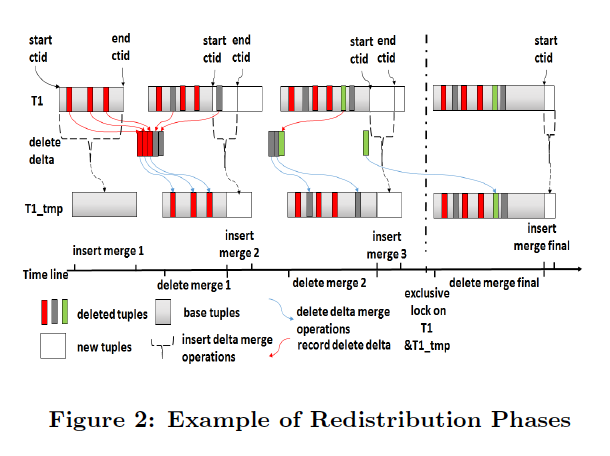 start
ctid
end
ctid
start
ctid
end
ctid
start
ctid
end
ctid
start
ctid
T1
delete
delta
T1_tmp
insert merge 1
insert
merge 2
insert
merge 3
insert
merge final
Time line
delete merge 1
delete merge 2
delete merge final
deleted tuples
base tuples
delete delta merge
operations
exclusive
lock on
T1
&T1_tmp
new tuples
insert delta merge
operations
record delete delta
Figure 2: Example of Redistribution Phases